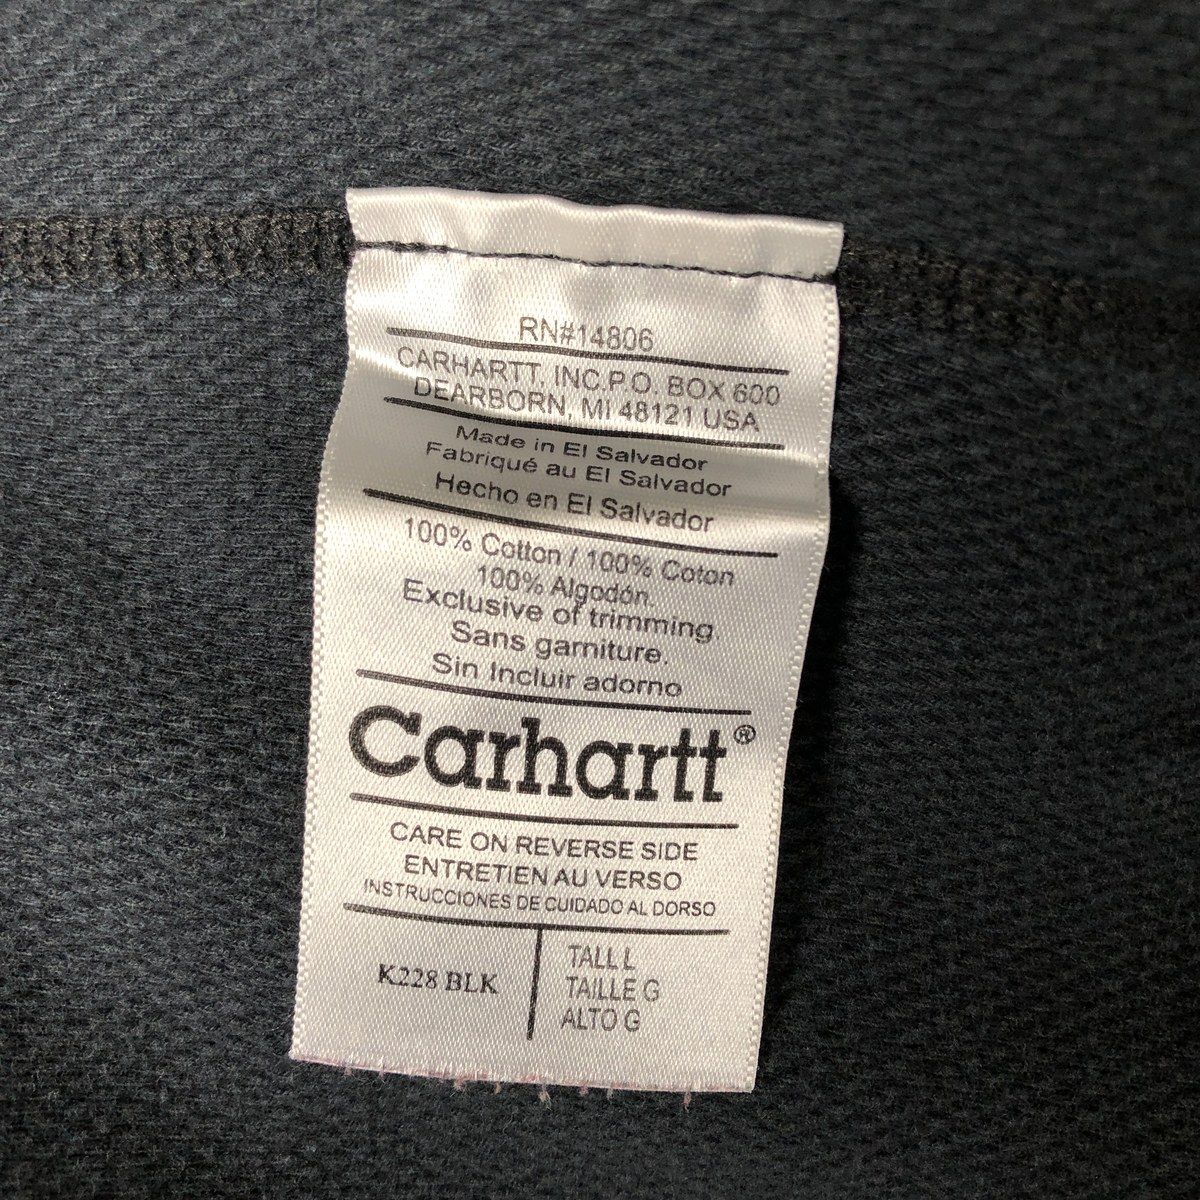 RN#14806
CARHARTT, INC.P.O. BOX 600
DEARBORN, MI 48121 USA
Made in El Salvador
Fabriqué au El Salvador
Hecho en El Salvador
100% Cotton / 100% Coton
100% Algodón.
Exclusive of trimming.
Sans garniture.
Sin Incluir adorno
Carhartt®
CARE ON REVERSE SIDE
ENTRETIEN AU VERSO
INSTRUCCIONES DE CUIDADO AL DORSO
K228 BLK
TALL L
TAILLE G
ALTO G